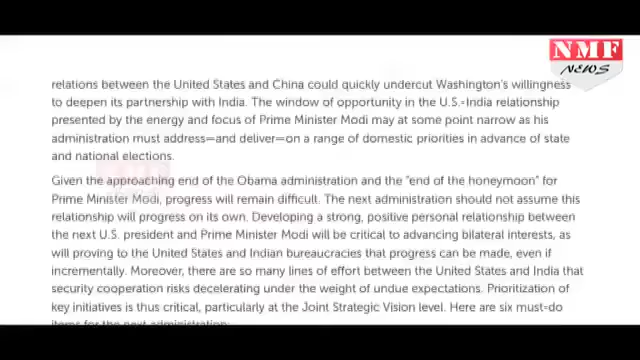 NMF
NEWS
relations between the United States and China could quickly undercut Washington's willingness
to deepen its partnership with India. The window of opportunity in the U.S.-India relationship
presented by the energy and focus of Prime Minister Modi may at some point narrow as his
administration must address—and deliver—on a range of domestic priorities in advance of state
and national elections.
Given the approaching end of the Obama administration and the "end of the honeymoon" for
Prime Minister Modi, progress will remain difficult. The next administration should not assume this
relationship will progress on its own. Developing a strong, positive personal relationship between
the next U.S. president and Prime Minister Modi will be critical to advancing bilateral interests, as
will proving to the United States and Indian bureaucracies that progress can be made, even if
incrementally. Moreover, there are so many lines of effort between the United States and India that
security cooperation risks decelerating under the weight of undue expectations. Prioritization of
key initiatives is thus critical, particularly at the Joint Strategic Vision level. Here are six must-do
items for the next administration: